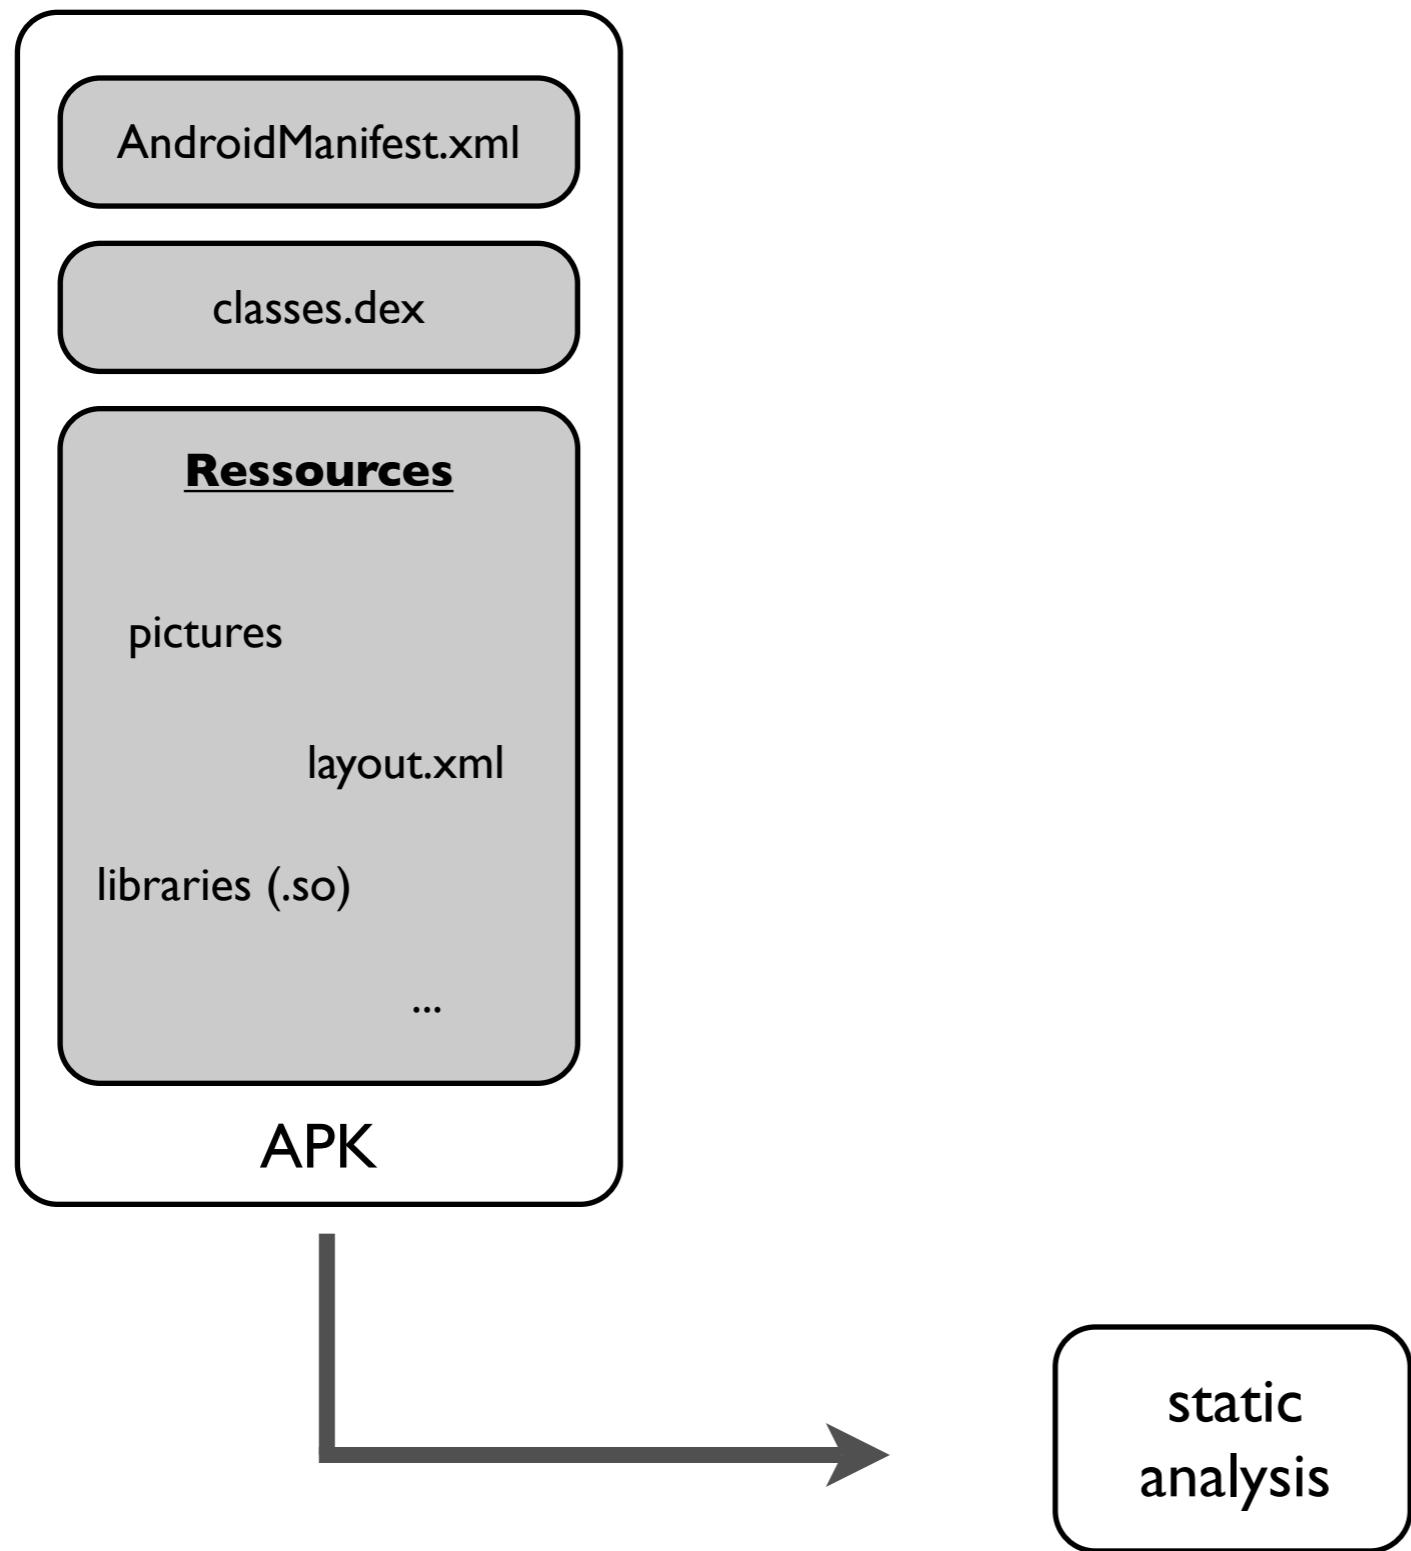 AndroidManifest.xml
classes.dex
Ressources
pictures
layout.xml
libraries (.so)
...
APK
static
analysis